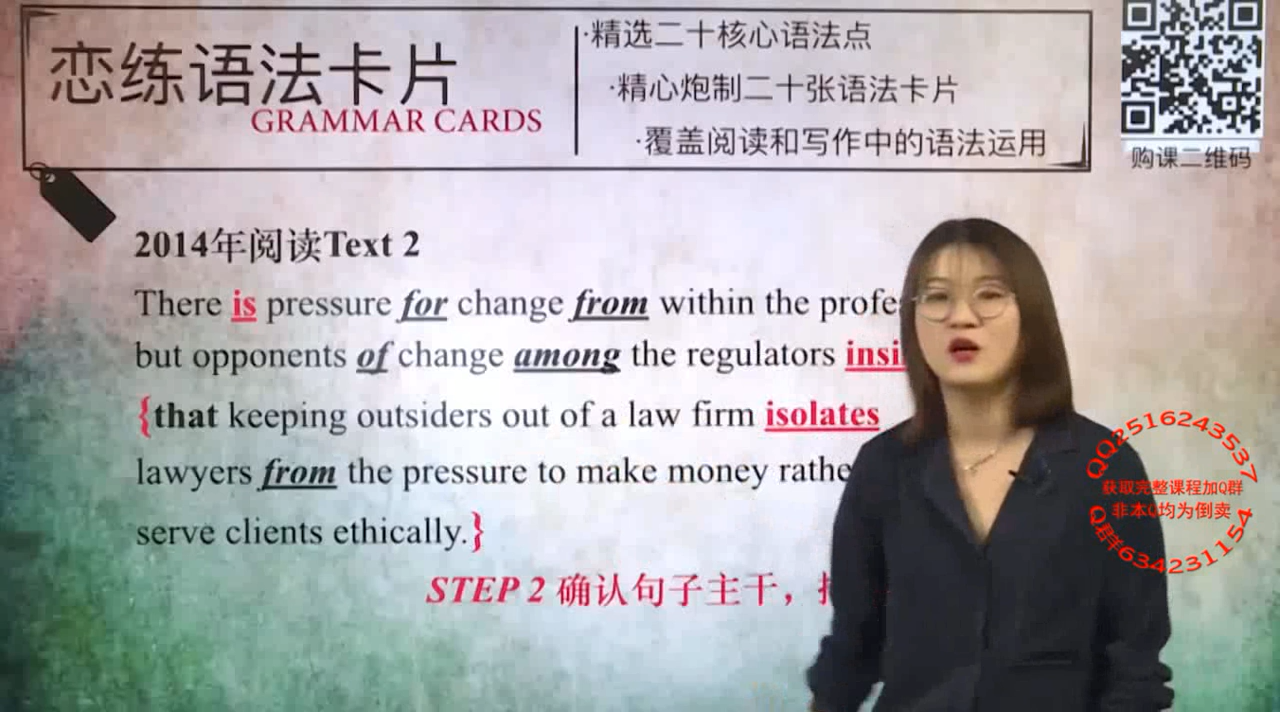 恋练语法卡片
GRAMMAR CARDS
·精选二十核心语法点
·精心炮制二十张语法卡片
·覆盖阅读和写作中的语法运用
购课二维码
2014年阅读Text 2
There is pressure for change from within the profe
but opponents of change among the regulators insi
{that keeping outsiders out of a law firm isolates
lawyers from the pressure to make money rathe
serve clients ethically.}
STEP 2 确认句子主干，
QQ2516243537
获取完整课程加Q群
非本Q均为倒卖
Q群634231154